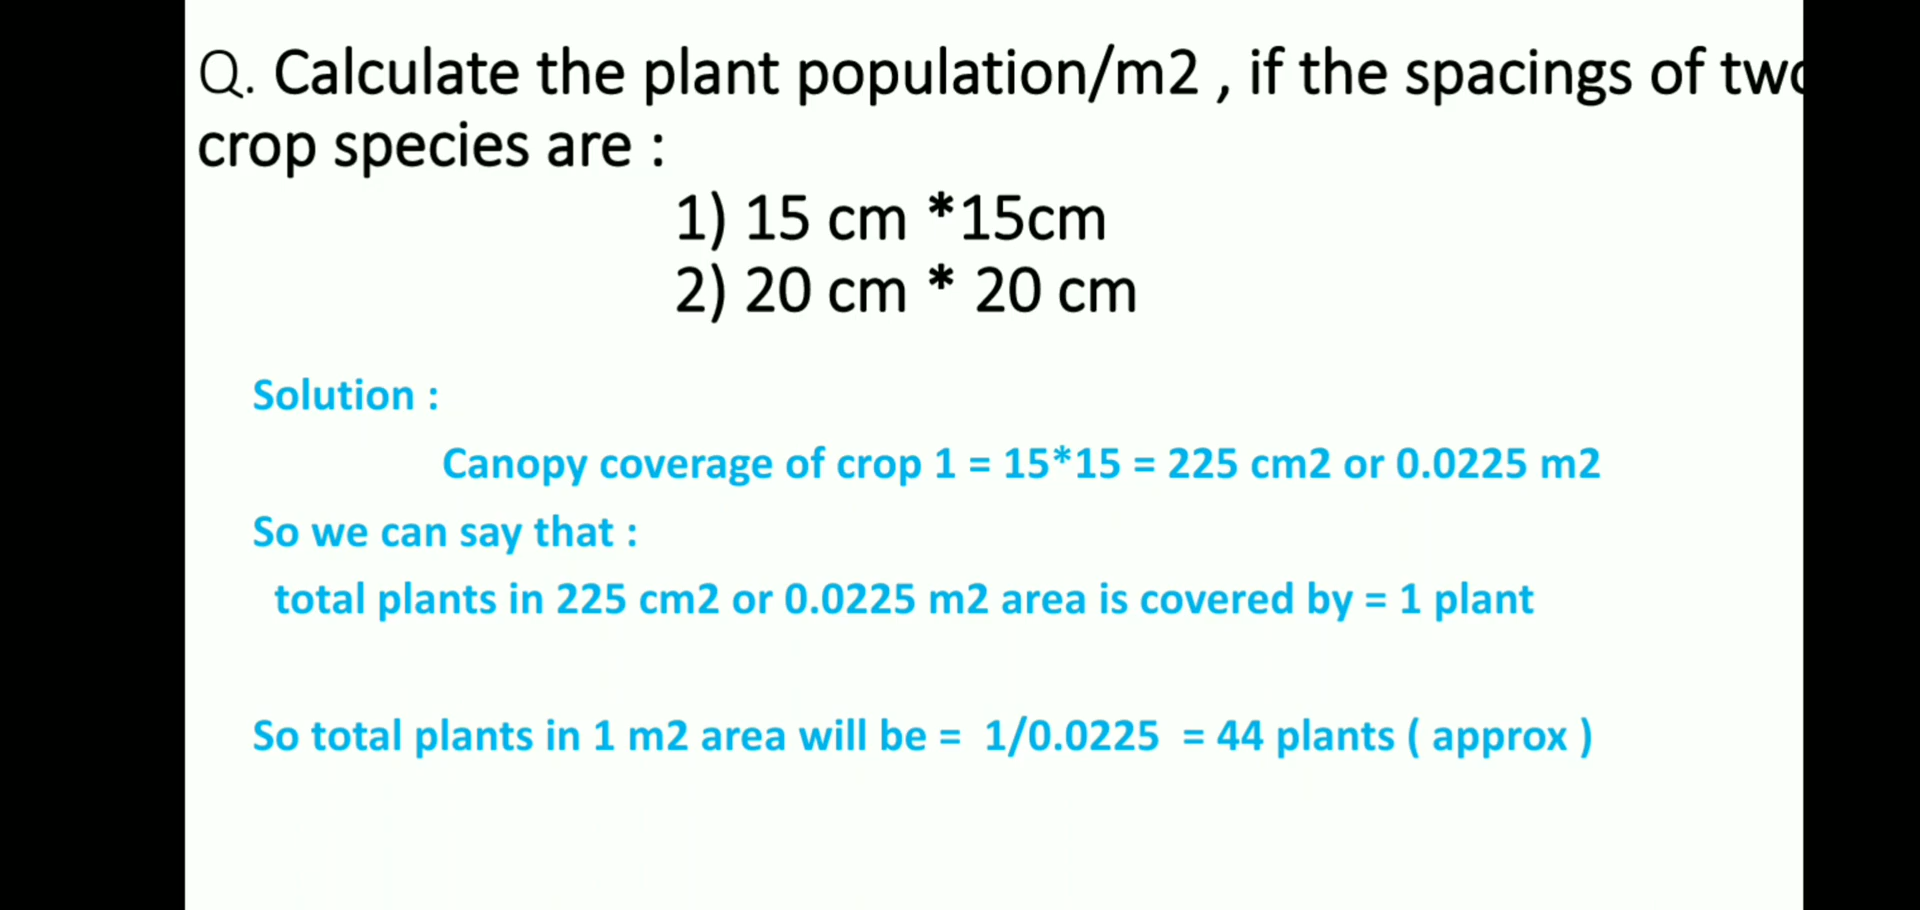 Q. Calculate the plant population/m2 , if the spacings of two
crop species are :
1) 15 cm *15cm
2) 20 cm * 20 cm
Solution :
Canopy coverage of crop 1 = 15*15 = 225 cm2 or 0.0225 m2
So we can say that :
total plants in 225 cm2 or 0.0225 m2 area is covered by = 1 plant
So total plants in 1 m2 area will be = 1/0.0225 = 44 plants ( approx )